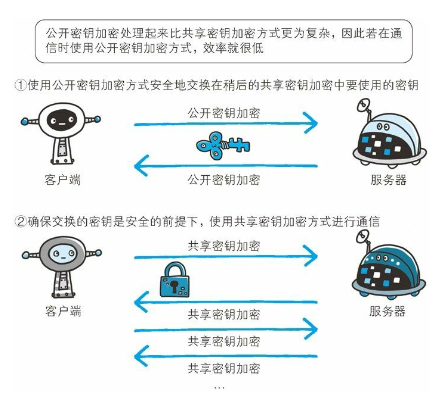 公开密钥加密处理起来比共享密钥加密方式更为复杂，因此若在通
信时使用公开密钥加密方式，效率就很低
①使用公开密钥加密方式安全地交换在稍后的共享密钥加密中要使用的密钥
公开密钥加密
公开密钥加密
客户端
服务器
②确保交换的密钥是安全的前提下，使用共享密钥加密方式进行通信
共享密钥加密
客户端
服务器
共享密钥加密
共享密钥加密
共享密钥加密
…